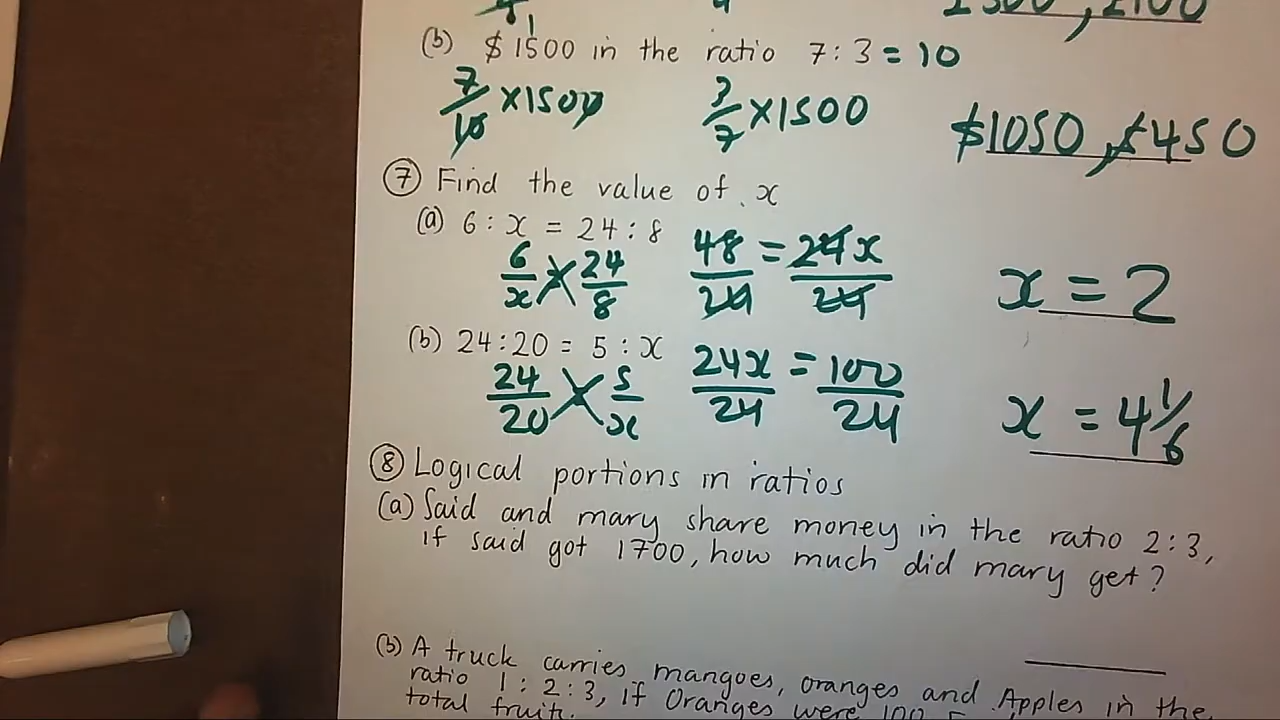 (b) $1500 in the ratio 7:3 = 10
7/10 × 1500 3/7 × 1500 $1050, $450
⑦ Find the value of x
(a) 6 : x = 24 : 8
6/x 24/8 48/24 = 24x/24 x = 2
(b) 24:20 = 5 : x
24/20 5/x 24x/24 = 100/24 x = 4 1/6
⑧ Logical portions in ratios
(a) Said and mary share money in the ratio 2:3,
if said got 1700, how much did mary get?
(b) A truck carries mangoes, oranges and Apples in the
ratio 1 : 2 : 3, if Oranges were
total fruit